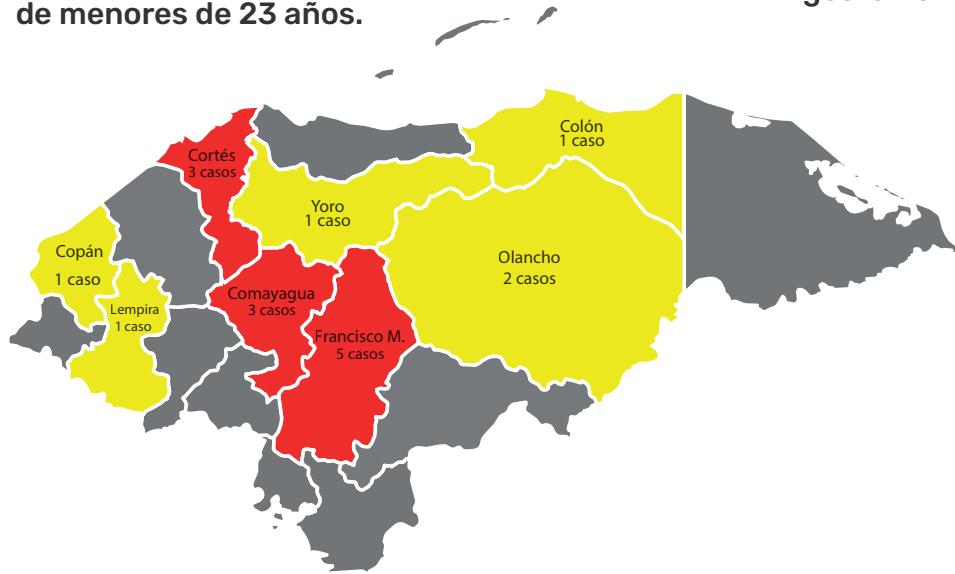 de menores de 23 años.
Colón
1 caso
Cortés
3 casos
Yoro
1 caso
Copán
1 caso
Olancho
2 casos
Comayagua
3 casos
Lempira
1 caso
Francisco M.
5 casos